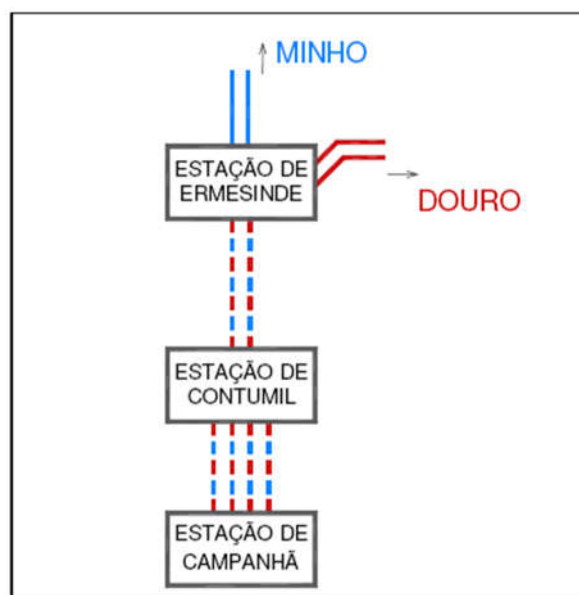 MINHO
ESTAÇÃO DE
ERMESINDE
DOURO
ESTAÇÃO DE
CONTUMIL
ESTAÇÃO DE
CAMPANHÃ